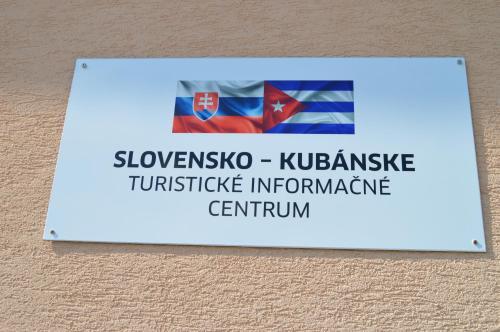 SLOVENSKO – KUBÁNSKE
TURISTICKÉ INFORMAČNÉ
CENTRUM